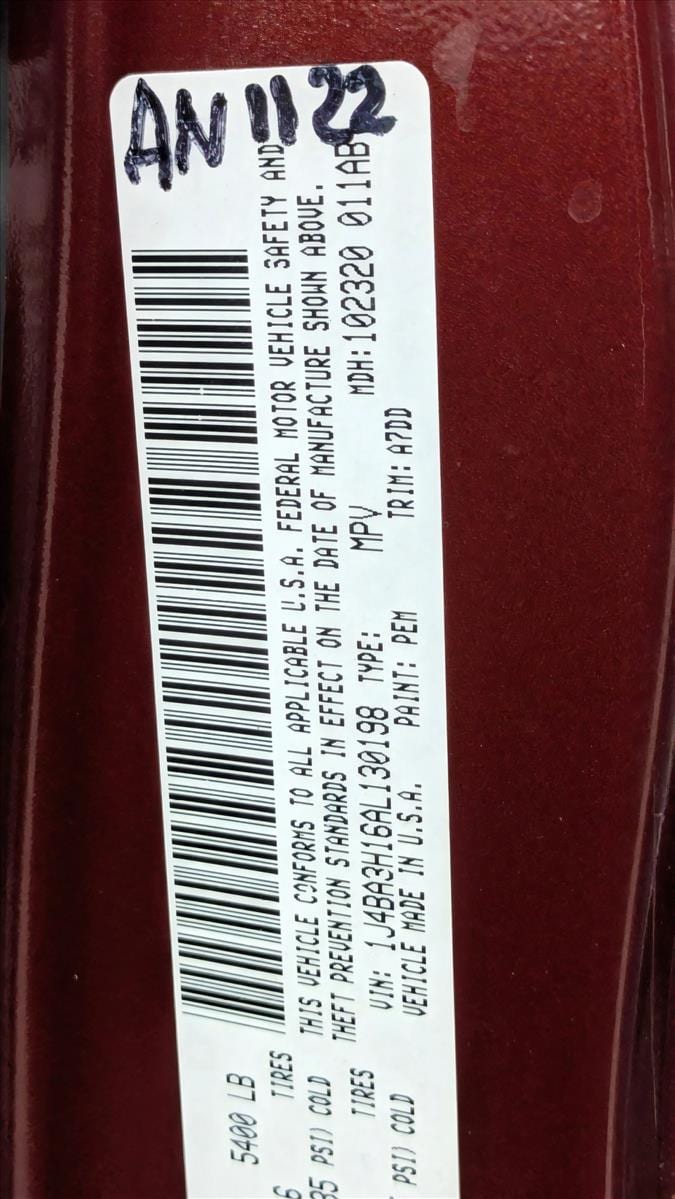 AN 11 22
5400 LB
TIRES
THIS VEHICLE CONFORMS TO ALL APPLICABLE U.S.A. FEDERAL MOTOR VEHICLE SAFETY AND
35 PSI) COLD
THEFT PREVENTION STANDARDS IN EFFECT ON THE DATE OF MANUFACTURE SHOWN ABOVE.
TIRES
VIN: 1J4BA3H16AL130198 TYPE: MPV MDH:102320 011AB
PSI) COLD
VEHICLE MADE IN U.S.A. PAINT: PEM TRIM: A7DD